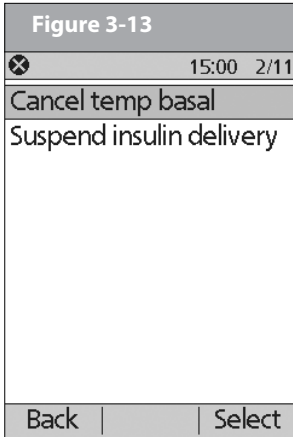 Figure 3-13
15:00 2/11
Cancel temp basal
Suspend insulin delivery
Back Select